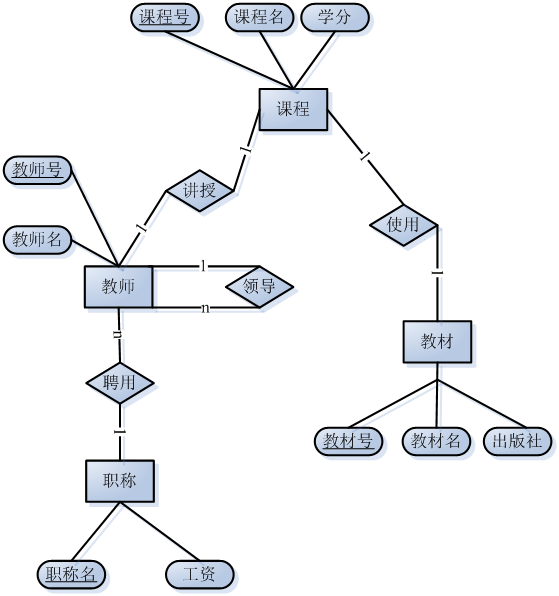 课程号
课程名
学分
课程
1
1
教师号
讲授
教师名
1
使用
教师
1
领导
n
1
n
教材
聘用
1
教材号
教材名
出版社
职称
职称名
工资